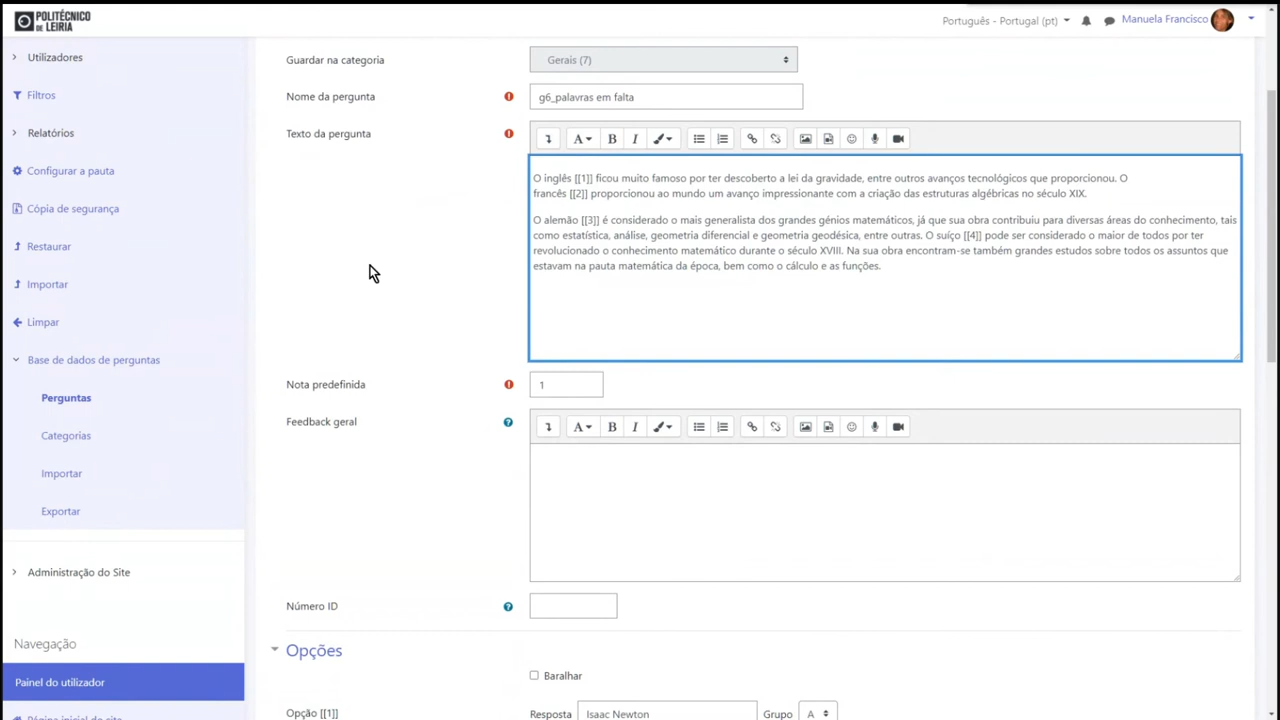 POLITÉCNICO
DE LEIRIA
Português - Portugal (pt)
Manuela Francisco
Utilizadores
Filtros
Relatórios
Configurar a pauta
Cópia de segurança
Restaurar
Importar
Limpar
Base de dados de perguntas
Perguntas
Categorias
Importar
Exportar
Administração do Site
Navegação
Painel do utilizador
Página inicial do site
Guardar na categoria
Gerais (7)
Nome da pergunta
g6_palavras em falta
Texto da pergunta
O inglês [[1]] ficou muito famoso por ter descoberto a lei da gravidade, entre outros avanços tecnológicos que proporcionou. O
francês [[2]] proporcionou ao mundo um avanço impressionante com a criação das estruturas algébricas no século XIX.
O alemão [[3]] é considerado o mais generalista dos grandes génios matemáticos, já que sua obra contribuiu para diversas áreas do conhecimento, tais
como estatística, análise, geometria diferencial e geometria geodésica, entre outras. O suíço [[4]] pode ser considerado o maior de todos por ter
revolucionado o conhecimento matemático durante o século XVIII. Na sua obra encontram-se também grandes estudos sobre todos os assuntos que
estavam na pauta matemática da época, bem como o cálculo e as funções.
Nota predefinida
1
Feedback geral
Número ID
Opções
Baralhar
Opção [[1]]
Resposta
Isaac Newton
Grupo
A